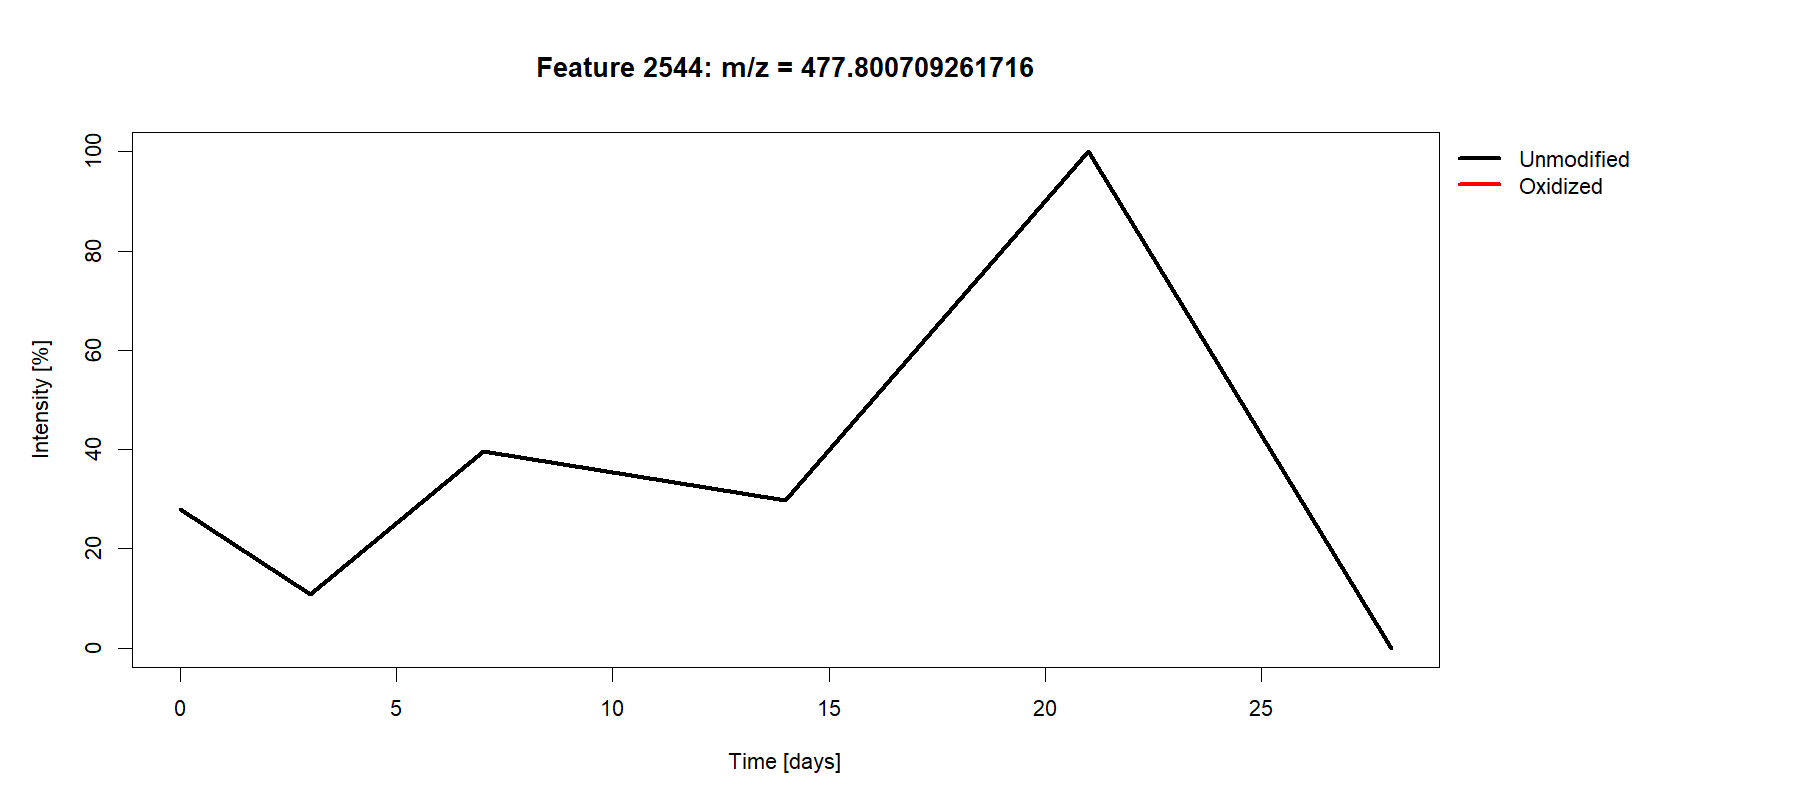 Feature 2544: m/z = 477.800709261716
Unmodified
Oxidized
Intensity [%]
100
80
60
40
20
0
0 5 10 15 20 25
Time [days]